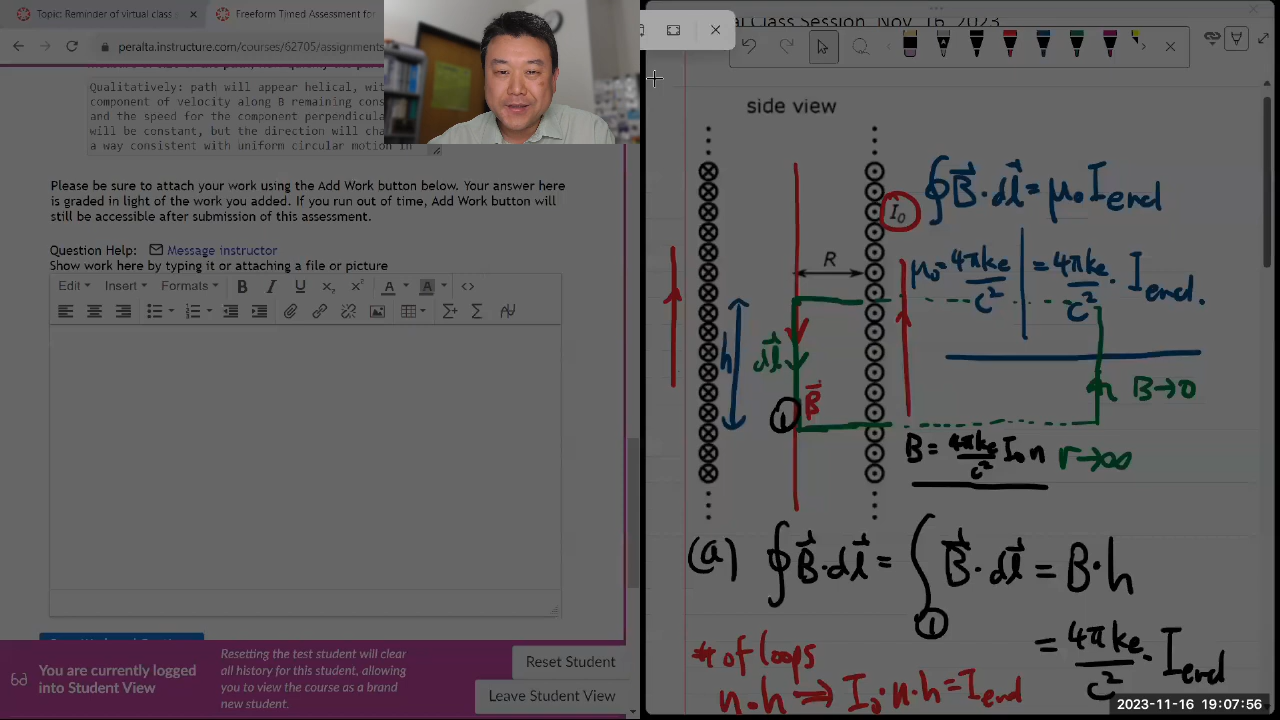 Topic: Reminder of virtual class
Freeform Timed Assessment for
peralta.instructure.com/courses/62705/assignments
Qualitatively: path will appear helical, wit
component of velocity along B remaining cons
and the speed for the component perpendicula
will be constant, but the direction will cha
a way consistent with uniform circular motion in
Please be sure to attach your work using the Add Work button below. Your answer here
is graded in light of the work you added. If you run out of time, Add Work button will
still be accessible after submission of this assessment.
Question Help: Message instructor
Show work here by typing it or attaching a file or picture
Edit Insert Formats B I U X₂ X² A A <>
You are currently logged
into Student View
Resetting the test student will clear
all history for this student, allowing
you to view the course as a brand
new student.
Reset Student
Leave Student View
al Class Session, Nov. 16, 2023
side view
I₀
R
∮B⃗·dl⃗ = μ₀ I encl
μ₀ = 4πke/c² = 4πke/c² · I encl.
h
dl⃗
B⃗
①
B → 0
B = 4πke/c² I₀ n
r → ∞
(a) ∮B⃗·dl⃗ = ∫① B⃗·dl⃗ = B·h
= 4πke/c² · I encl
# of loops
n·h ⇒ I₀·n·h = I encl
2023-11-16 19:07:56